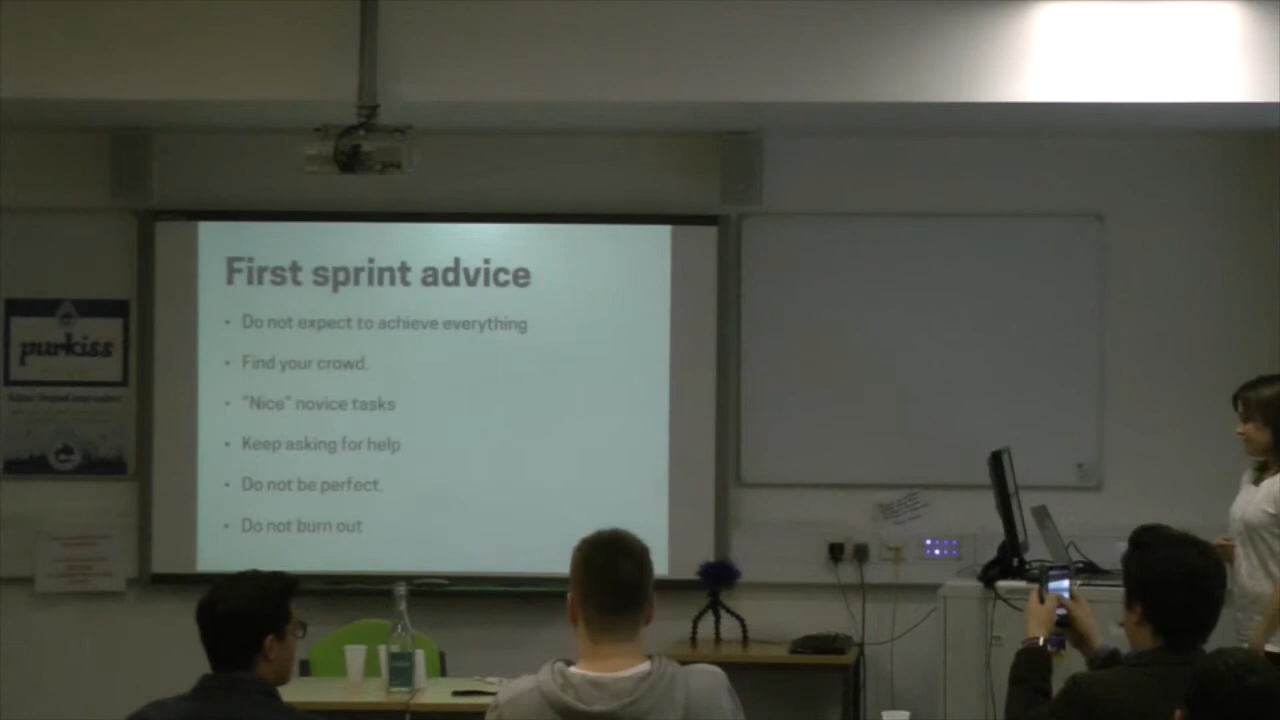 First sprint advice
• Do not expect to achieve everything
• Find your crowd.
• "Nice" novice tasks
• Keep asking for help
• Do not be perfect.
• Do not burn out
purkiss